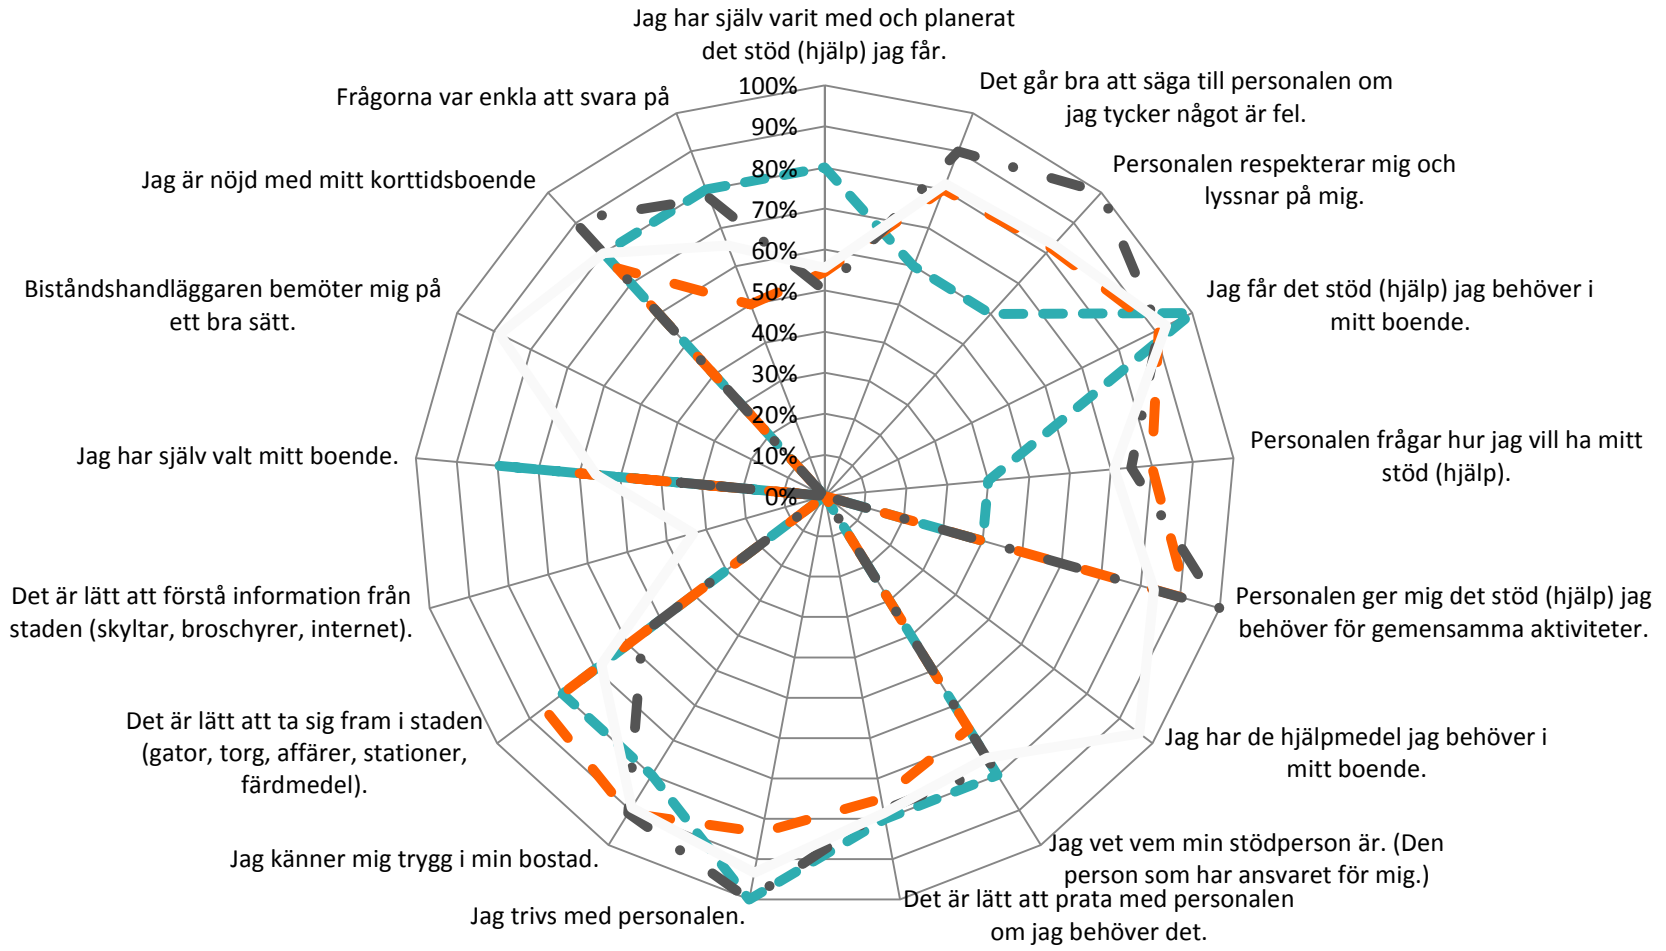 Jag har själv varit med och planerat
det stöd (hjälp) jag får.
Det går bra att säga till personalen om
jag tycker något är fel.
Personalen respekterar mig och
lyssnar på mig.
Jag får det stöd (hjälp) jag behöver i
mitt boende.
Personalen frågar hur jag vill ha mitt
stöd (hjälp).
Personalen ger mig det stöd (hjälp) jag
behöver för gemensamma aktiviteter.
Jag har de hjälpmedel jag behöver i
mitt boende.
Jag vet vem min stödperson är. (Den
person som har ansvaret för mig.)
Det är lätt att prata med personalen
om jag behöver det.
Jag trivs med personalen.
Jag känner mig trygg i min bostad.
Det är lätt att ta sig fram i staden
(gator, torg, affärer, stationer,
färdmedel).
Det är lätt att förstå information från
staden (skyltar, broschyrer, internet).
Jag har själv valt mitt boende.
Biståndshandläggaren bemöter mig på
ett bra sätt.
Jag är nöjd med mitt korttidsboende
Frågorna var enkla att svara på
100%
90%
80%
70%
60%
50%
40%
30%
20%
10%
0%